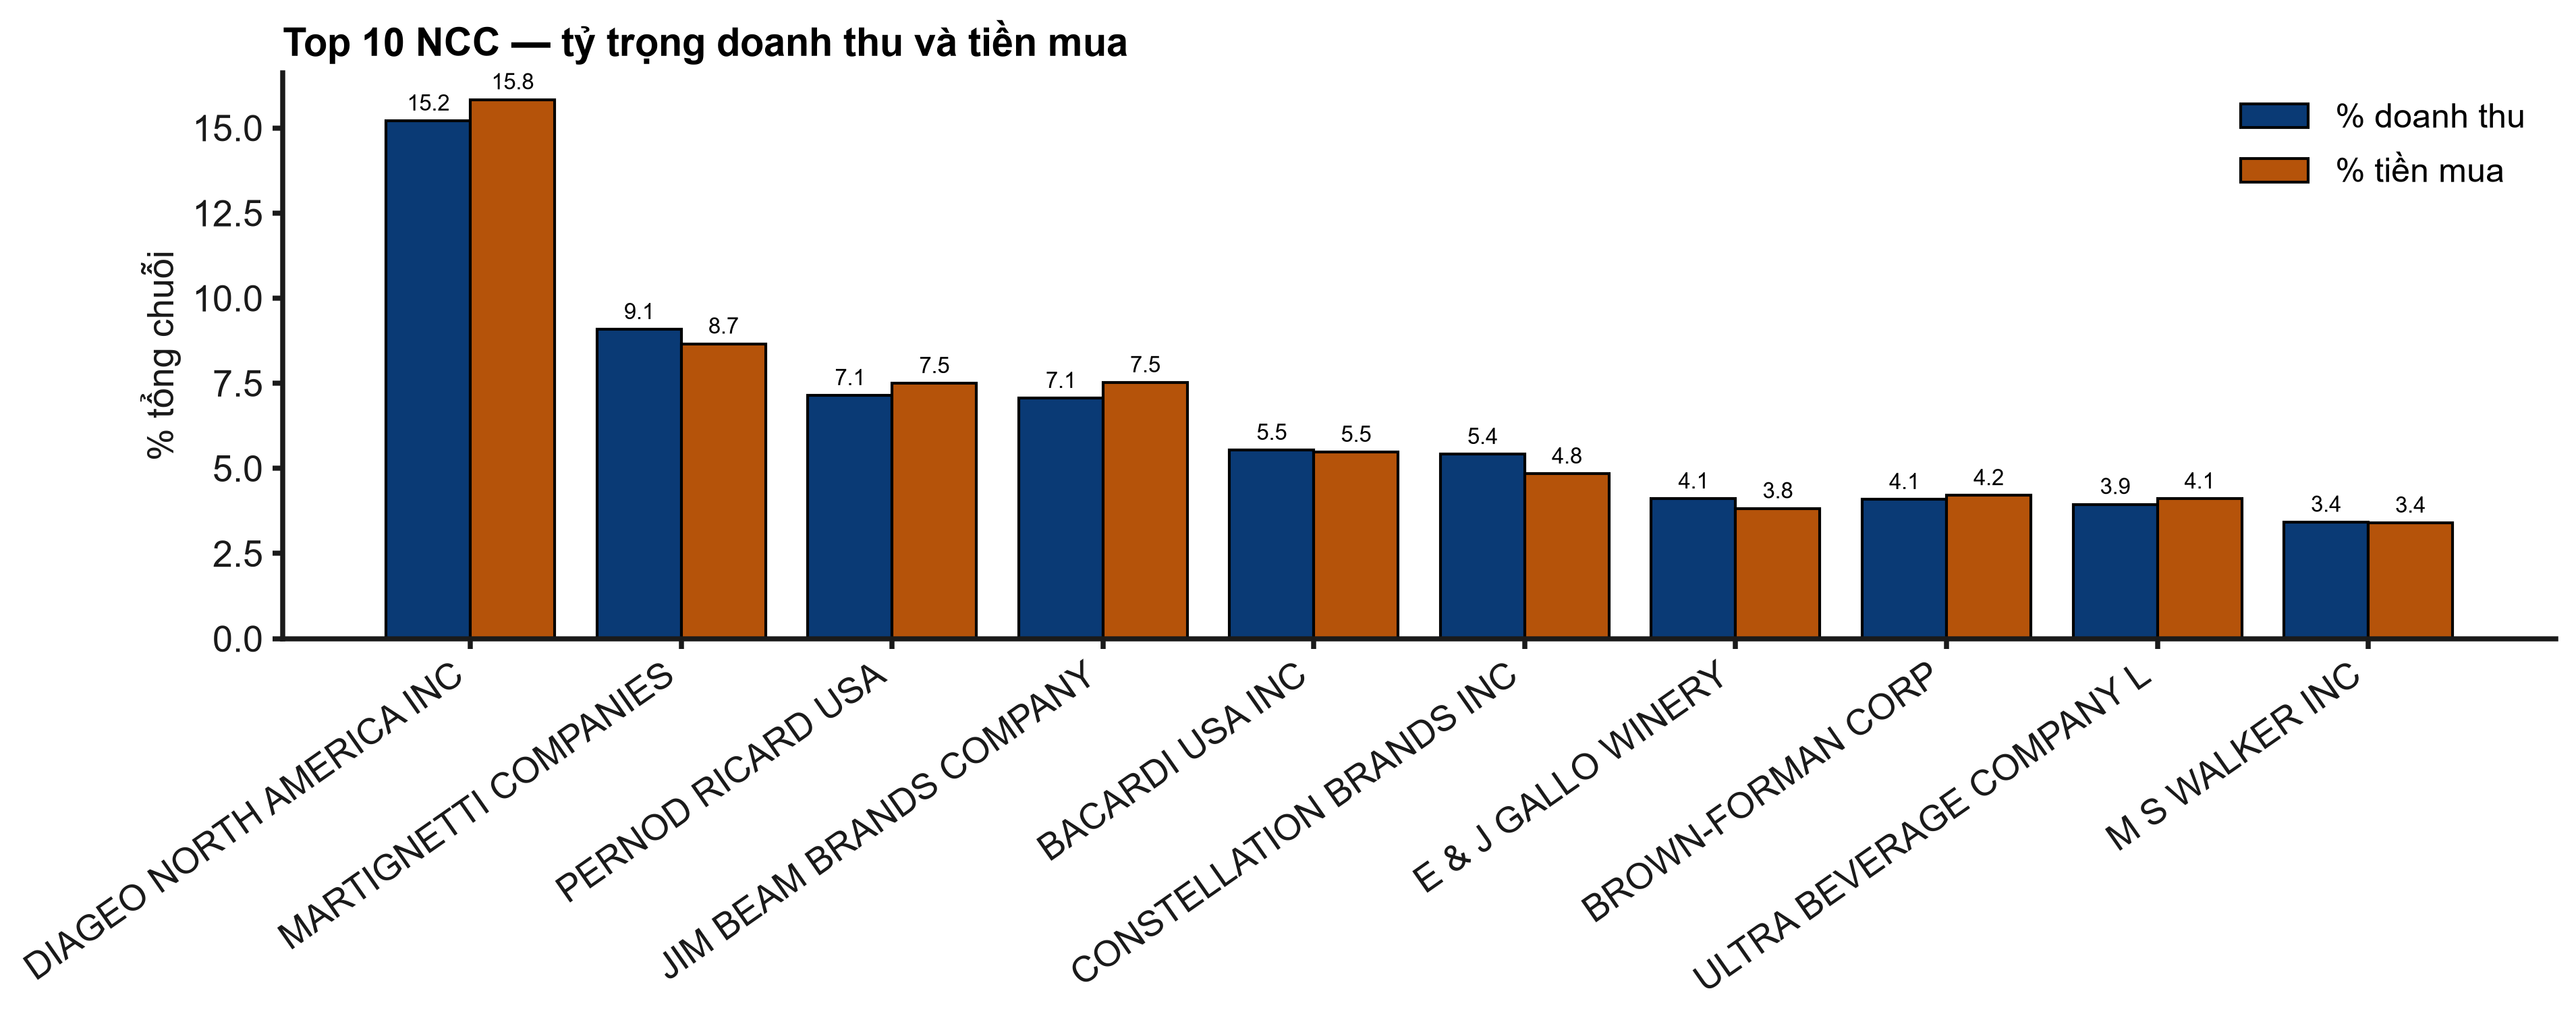 Top 10 NCC — tỷ trọng doanh thu và tiền mua
% doanh thu
% tiền mua
% tổng chuỗi
15.0
12.5
10.0
7.5
5.0
2.5
0.0
15.2 15.8
9.1 8.7
7.1 7.5
7.1 7.5
5.5 5.5
5.4 4.8
4.1 3.8
4.1 4.2
3.9 4.1
3.4 3.4
DIAGEO NORTH AMERICA INC
MARTIGNETTI COMPANIES
PERNOD RICARD USA
JIM BEAM BRANDS COMPANY
BACARDI USA INC
CONSTELLATION BRANDS INC
E & J GALLO WINERY
BROWN-FORMAN CORP
ULTRA BEVERAGE COMPANY L
M S WALKER INC